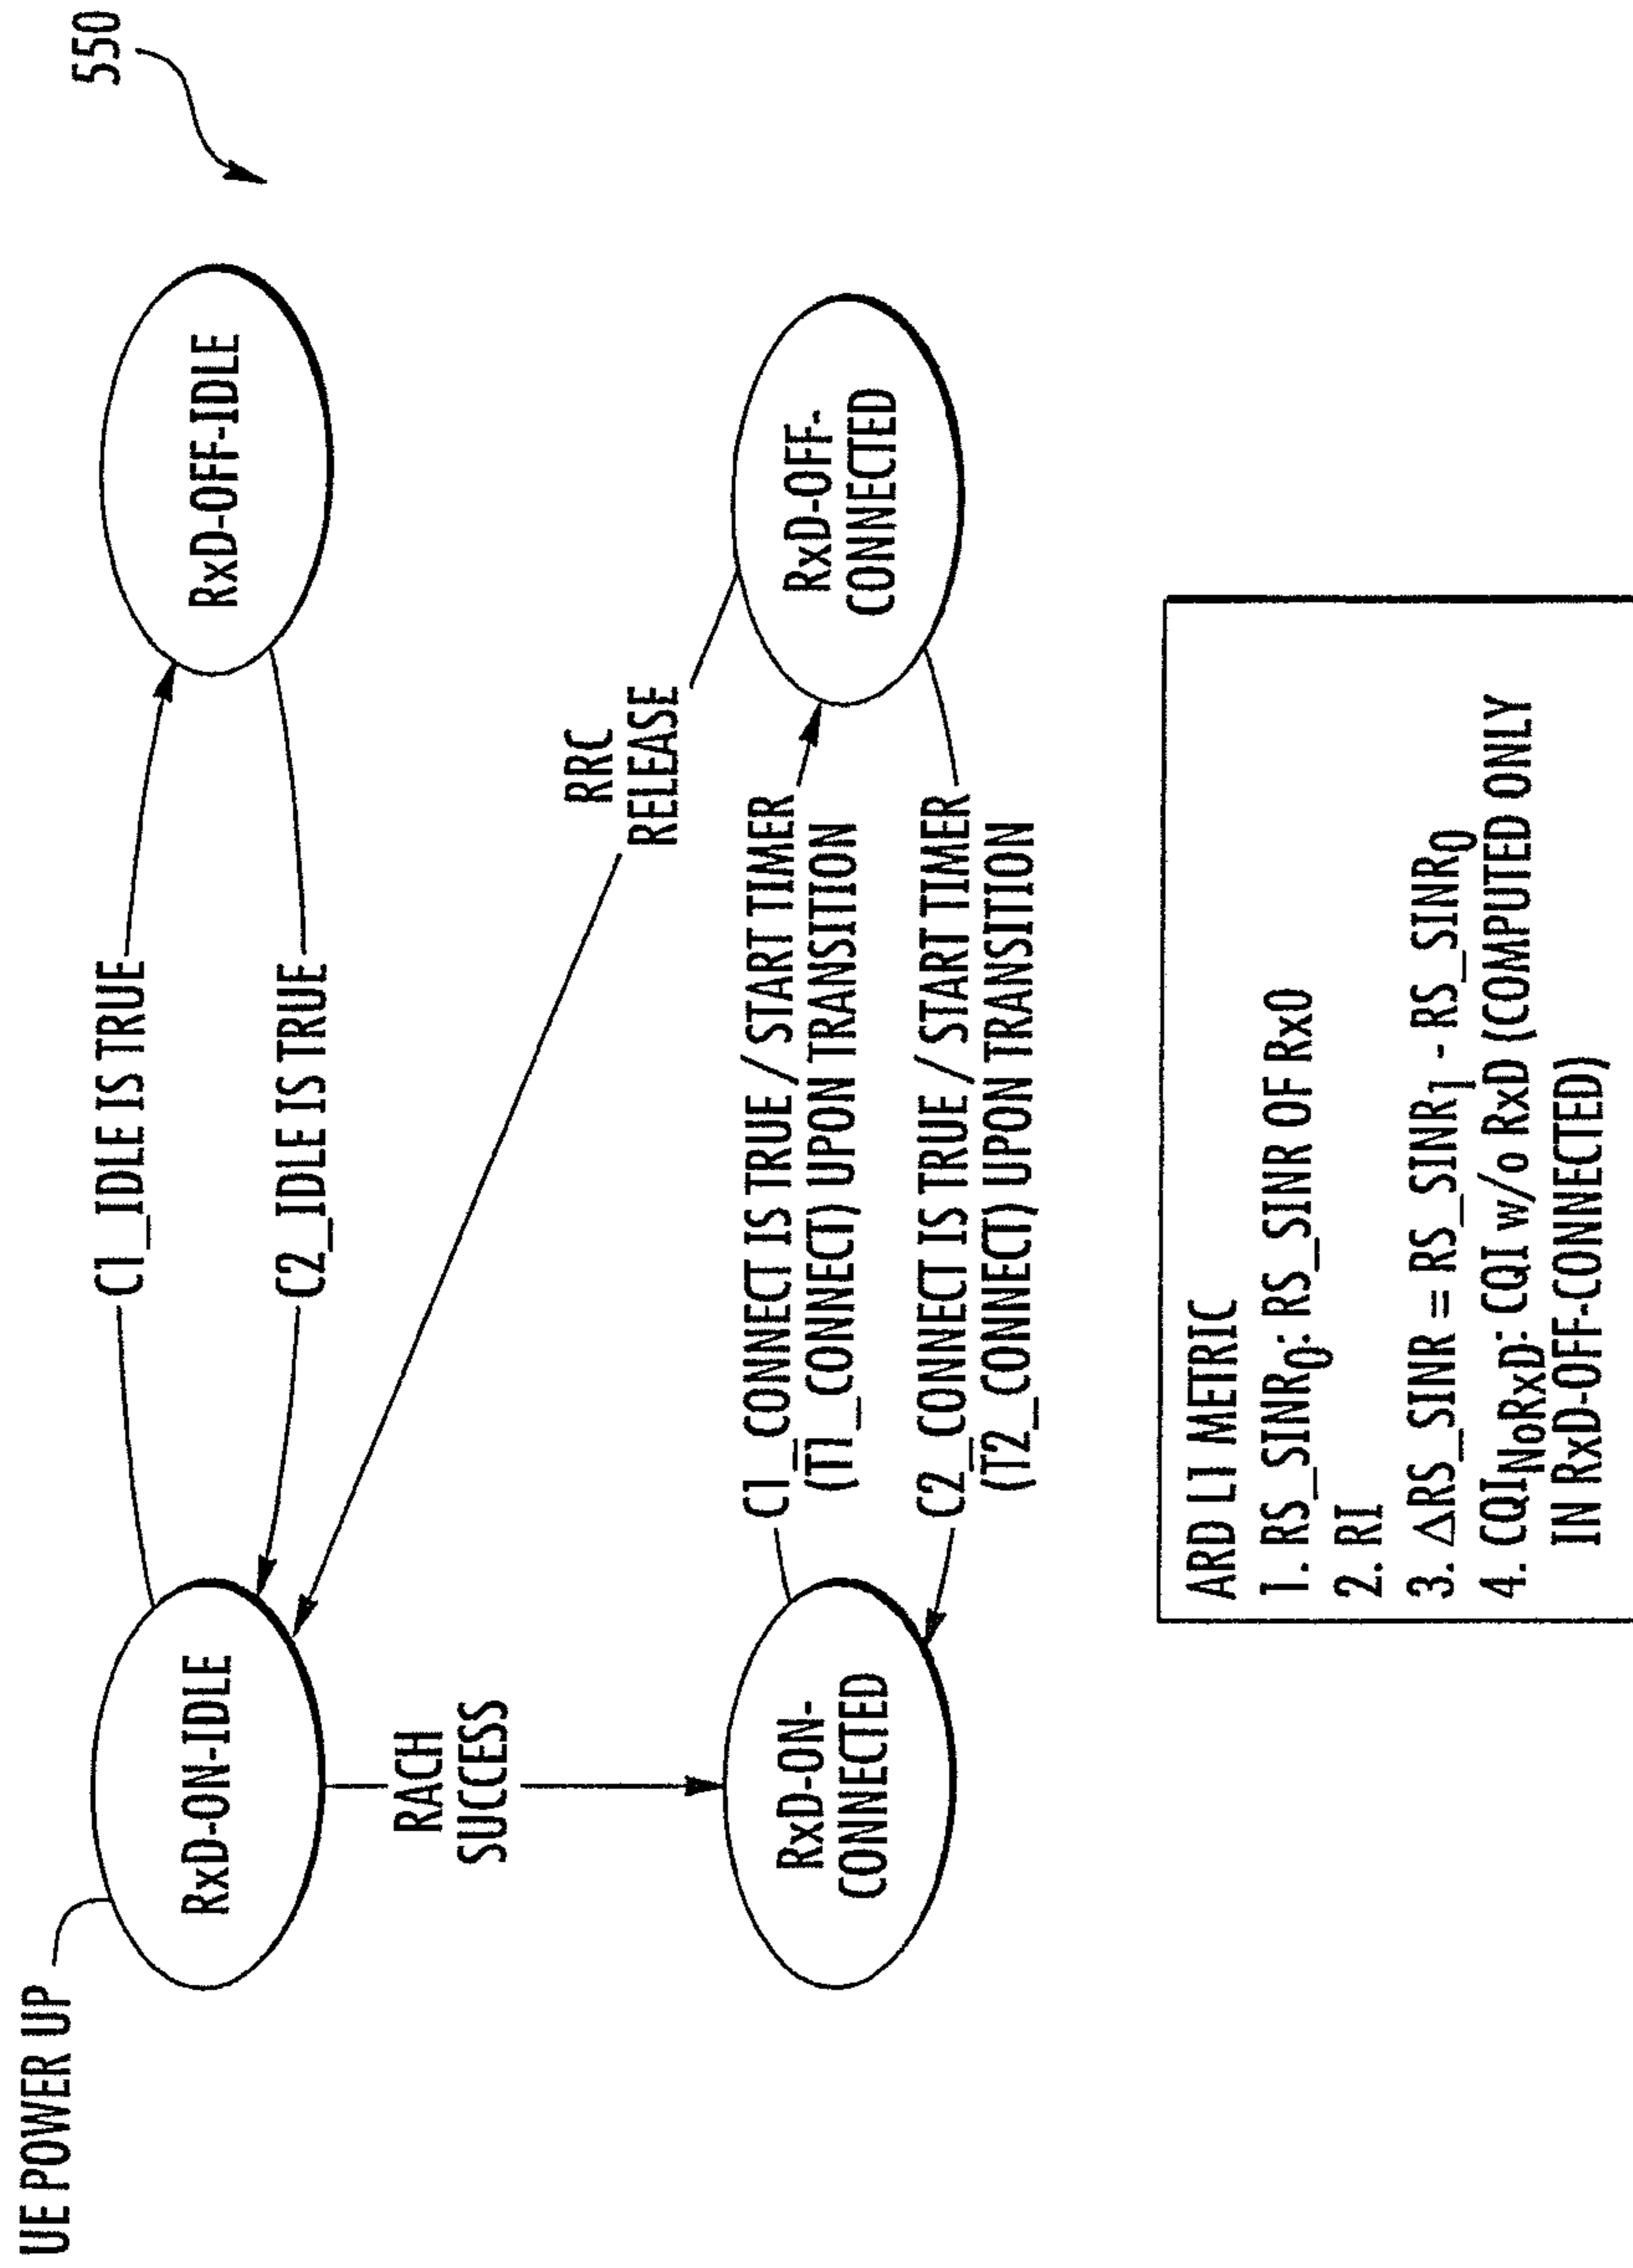 550
UE POWER UP
RxD-ON-IDLE
C1_IDLE IS TRUE
C2_IDLE IS TRUE
RxD-OFF-IDLE
RACH
SUCCESS
RRC
RELEASE
RxD-ON-
CONNECTED
C1_CONNECT IS TRUE / START TIMER
(T1_CONNECT) UPON TRANSITION
C2_CONNECT IS TRUE / START TIMER
(T2_CONNECT) UPON TRANSITION
RxD-OFF-
CONNECTED
ARD L1 METRIC
1. RS_SINR0: RS_SINR OF Rx0
2. RI
3. △RS_SINR = RS_SINR1 - RS_SINR0
4. CQINoRxD: CQI w/o RxD (COMPUTED ONLY
IN RxD-OFF-CONNECTED)